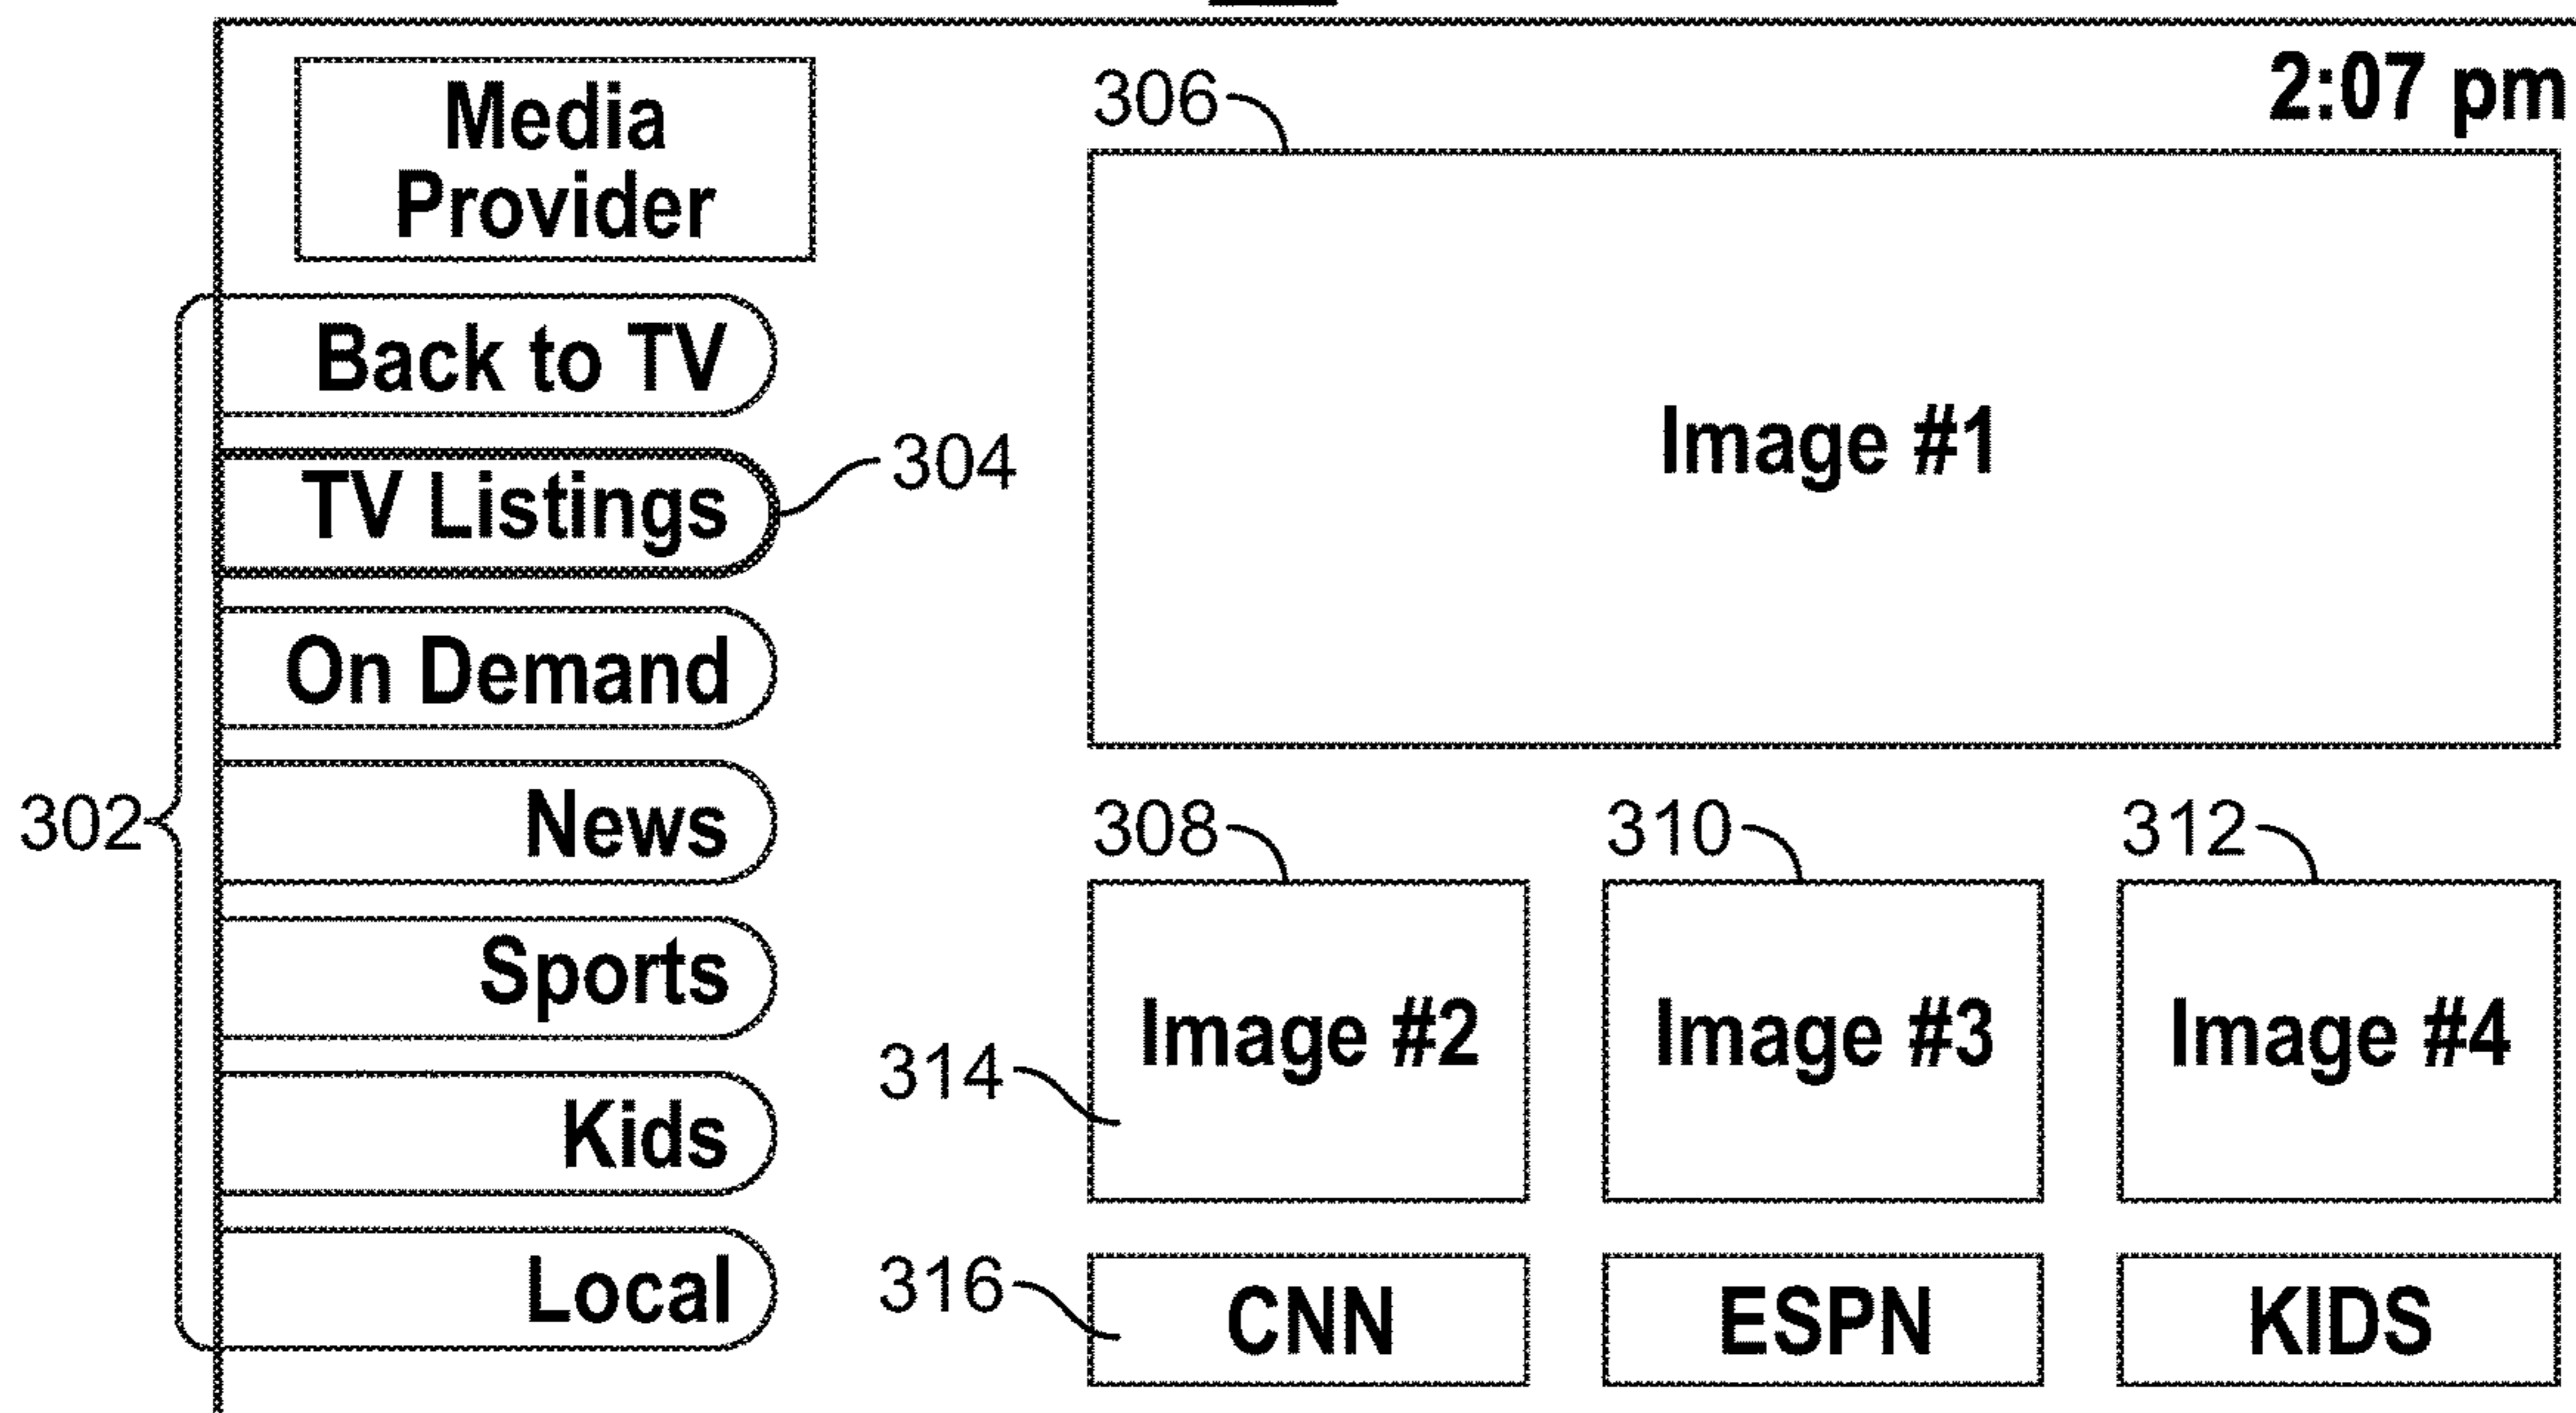 2:07 pm
Media
Provider
306
Back to TV
TV Listings
304
Image #1
On Demand
302
News
308
310
312
Sports
Image #2
Image #3
Image #4
314
Kids
Local
316
CNN
ESPN
KIDS